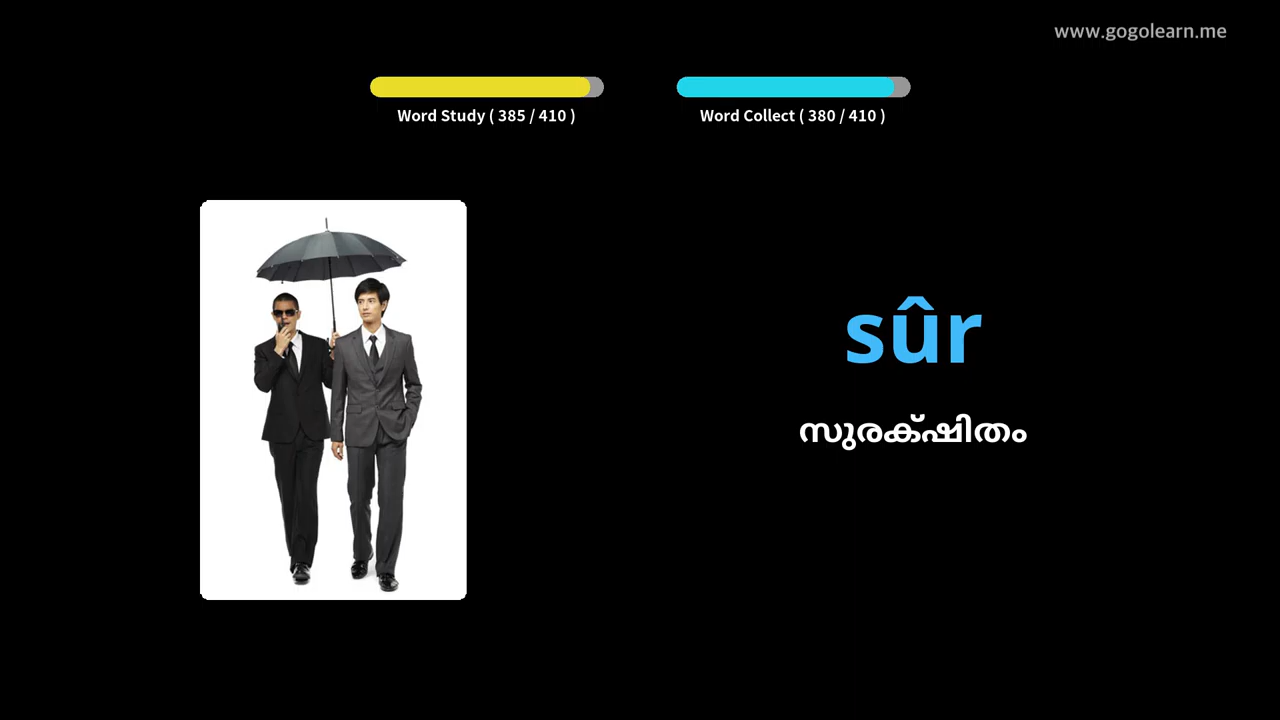 www.gogolearn.me
Word Study ( 385 / 410 )
Word Collect ( 380 / 410 )
sûr
സുരക്‌ഷിതം